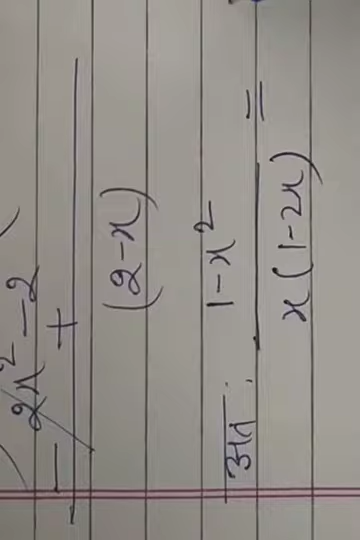 2x² - 2
- +
(2-x)
अत: 1-x² =
x(1-2x)